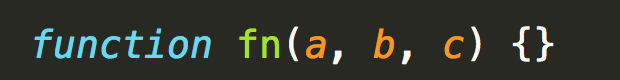 function fn(a, b, c) {}